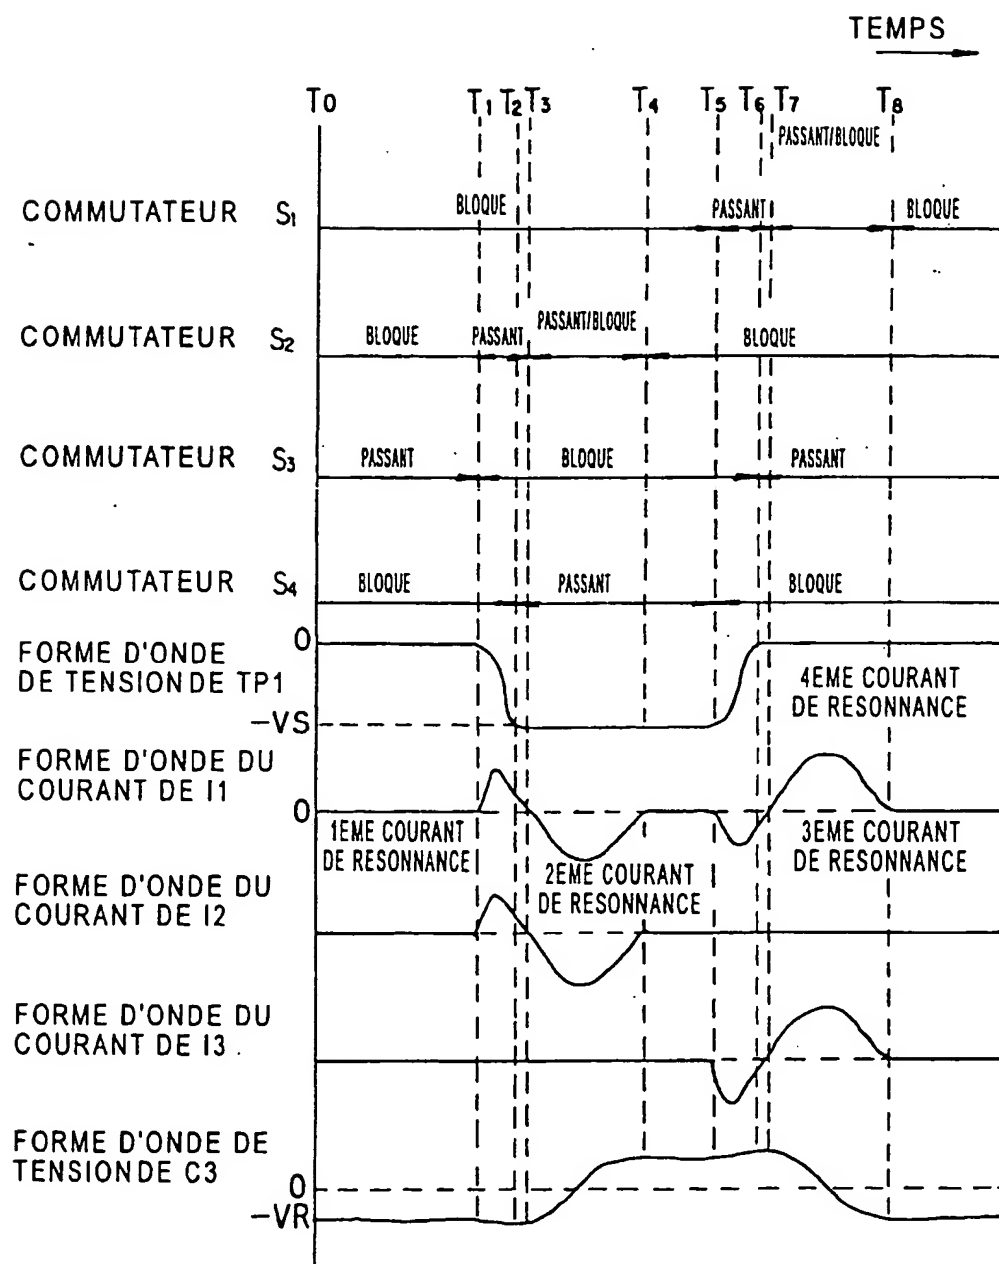 TEMPS
T0 T1 T2 T3 T4 T5 T6 T7 T8
PASSANT/BLOQUE
COMMUTATEUR S1 BLOQUE PASSANT BLOQUE
COMMUTATEUR S2 BLOQUE PASSANT PASSANT/BLOQUE BLOQUE
COMMUTATEUR S3 PASSANT BLOQUE PASSANT
COMMUTATEUR S4 BLOQUE PASSANT BLOQUE
0
FORME D'ONDE
DE TENSION DE TP1
-VS
4EME COURANT
DE RESONNANCE
FORME D'ONDE DU
COURANT DE I1
0
1EME COURANT
DE RESONNANCE
3EME COURANT
DE RESONNANCE
FORME D'ONDE DU
COURANT DE I2
2EME COURANT
DE RESONNANCE
FORME D'ONDE DU
COURANT DE I3
FORME D'ONDE DE
TENSION DE C3
0
-VR